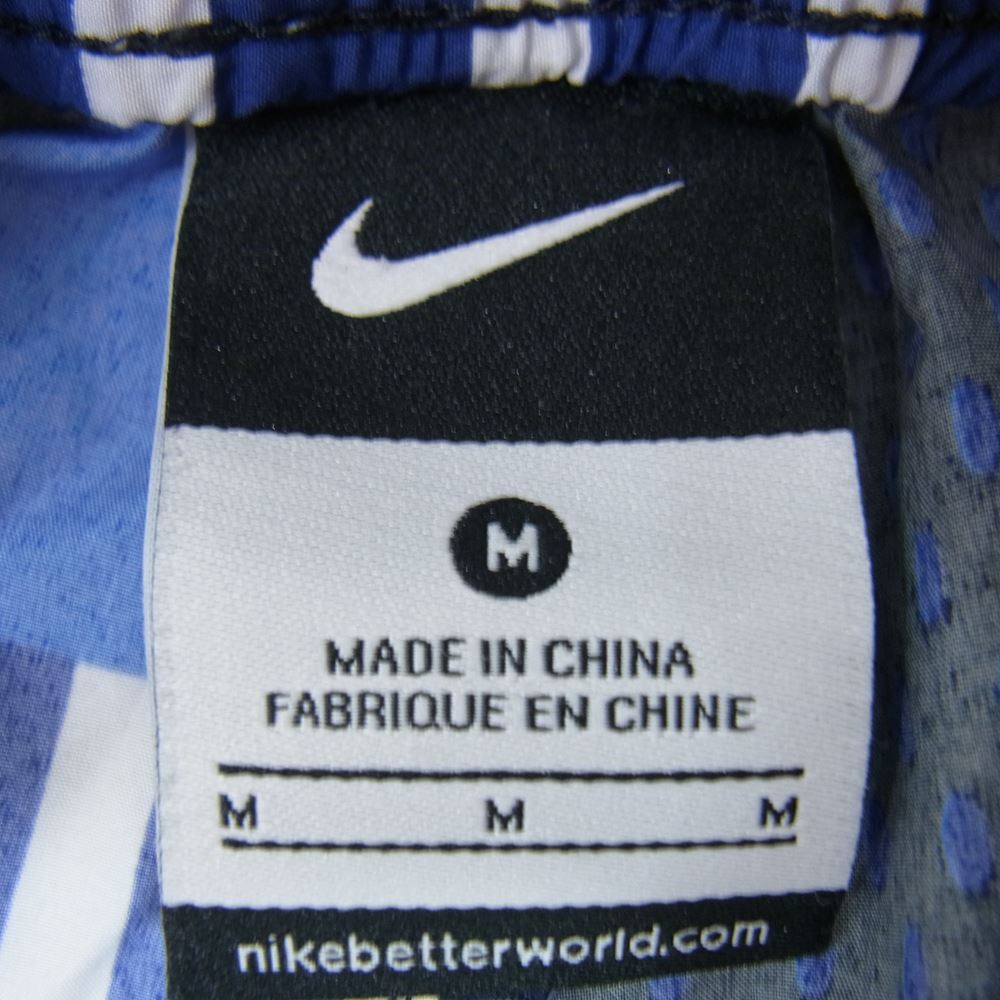 M
MADE IN CHINA
FABRIQUE EN CHINE
M M M
nikebetterworld.com